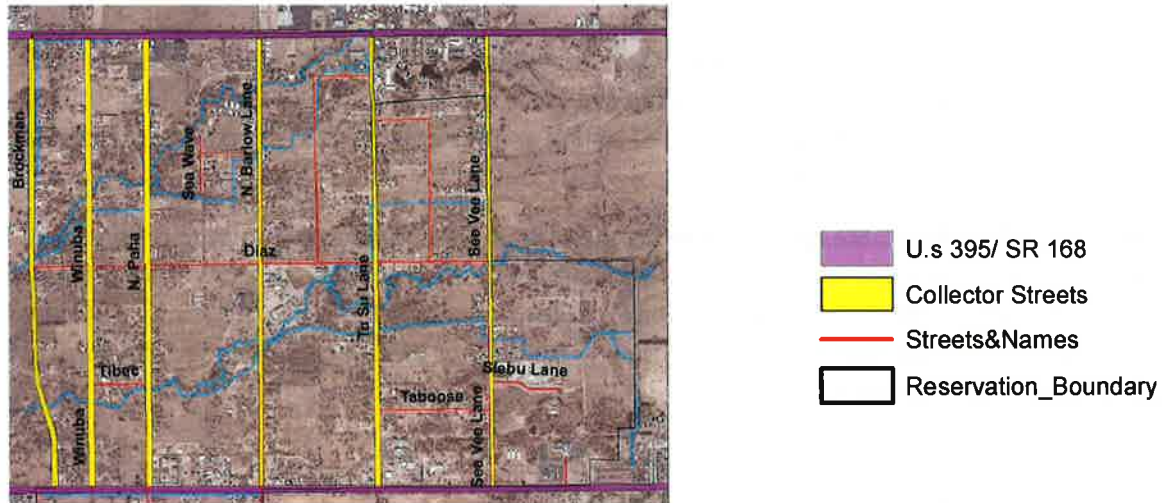 Brockman
Winuba
N. Paha
Sea Wave
N. Barlow Lane
Diaz
Tu Su Lane
See Vee Lane
Tibee
Winuba
Taboose
See Vee Lane
Siebu Lane
U.s 395/ SR 168
Collector Streets
Streets&Names
Reservation_Boundary